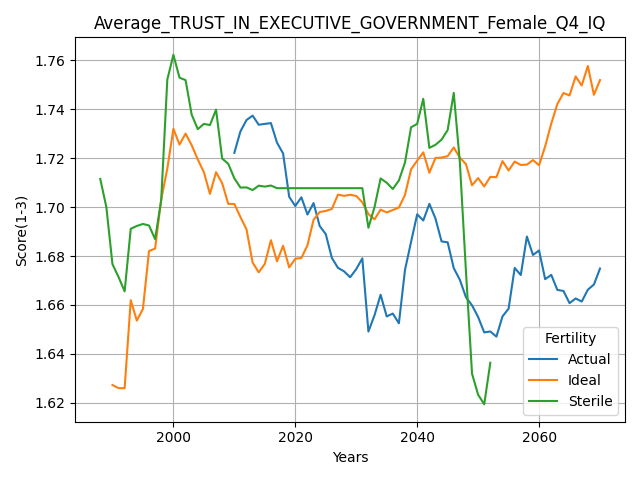 Average_TRUST_IN_EXECUTIVE_GOVERNMENT_Female_Q4_IQ
1.76
1.74
1.72
1.70
1.68
1.66
1.64
1.62
Score(1-3)
2000
2020
2040
2060
Years
Fertility
Actual
Ideal
Sterile